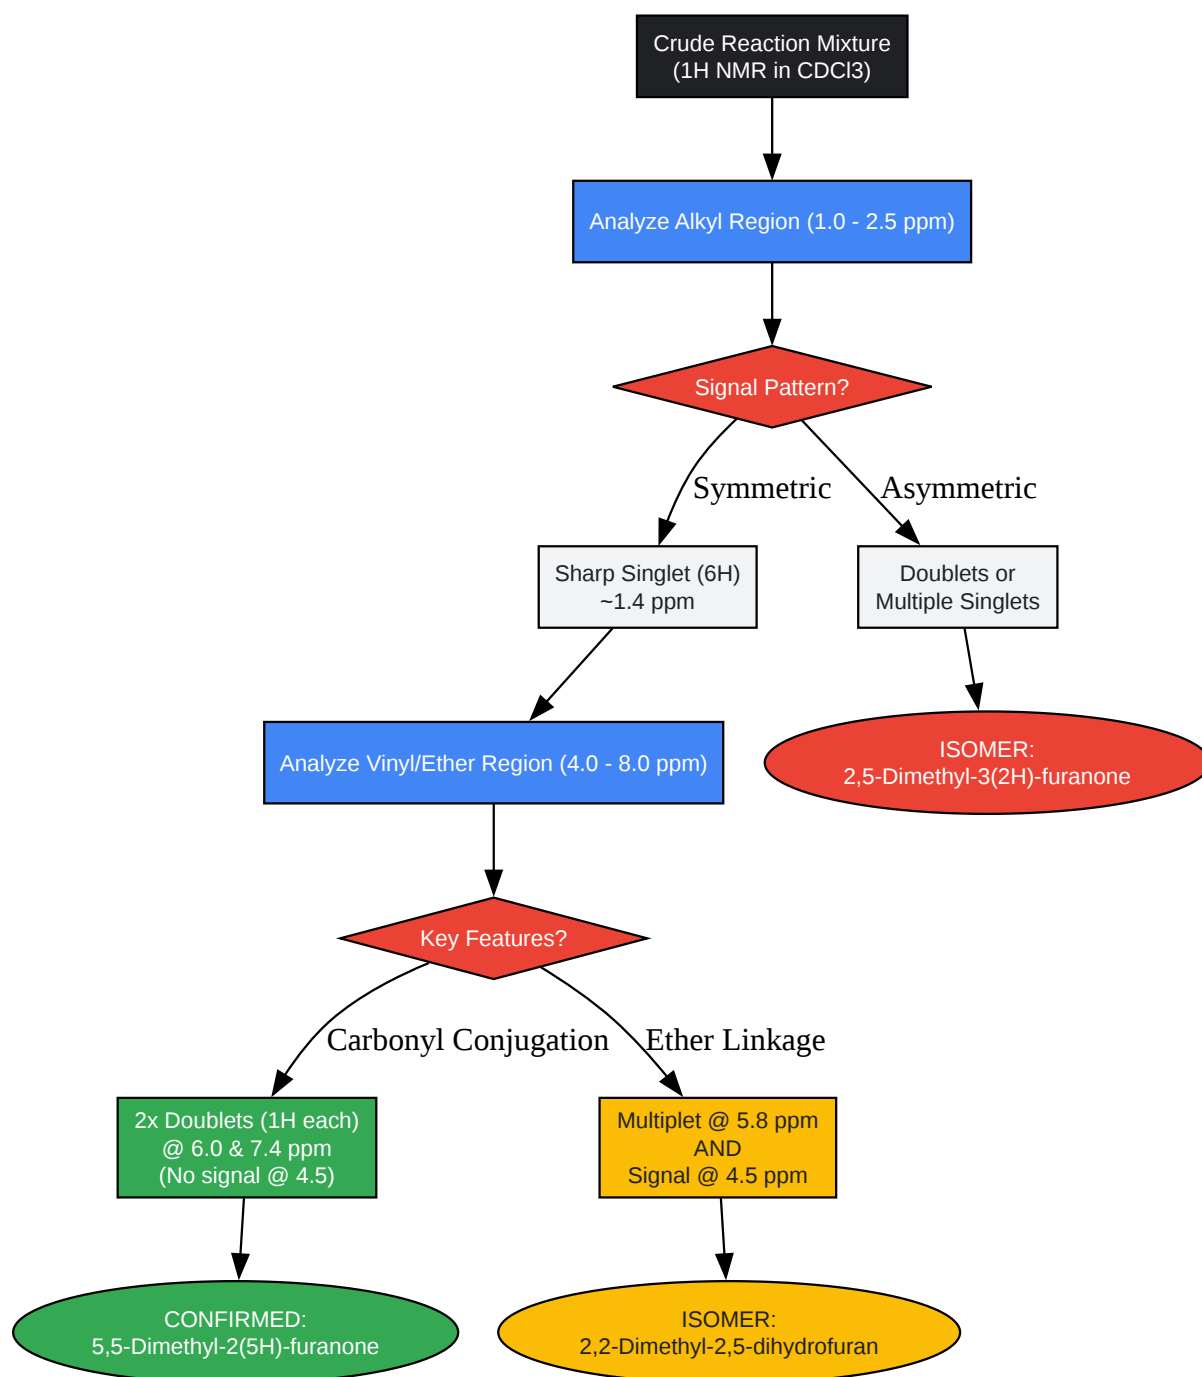 Crude Reaction Mixture
(1H NMR in CDCl3)
Analyze Alkyl Region (1.0 - 2.5 ppm)
Signal Pattern?
Symmetric
Asymmetric
Sharp Singlet (6H)
~1.4 ppm
Doublets or
Multiple Singlets
Analyze Vinyl/Ether Region (4.0 - 8.0 ppm)
ISOMER:
2,5-Dimethyl-3(2H)-furanone
Key Features?
Carbonyl Conjugation
Ether Linkage
2x Doublets (1H each)
@ 6.0 & 7.4 ppm
(No signal @ 4.5)
Multiplet @ 5.8 ppm
AND
Signal @ 4.5 ppm
CONFIRMED:
5,5-Dimethyl-2(5H)-furanone
ISOMER:
2,2-Dimethyl-2,5-dihydrofuran